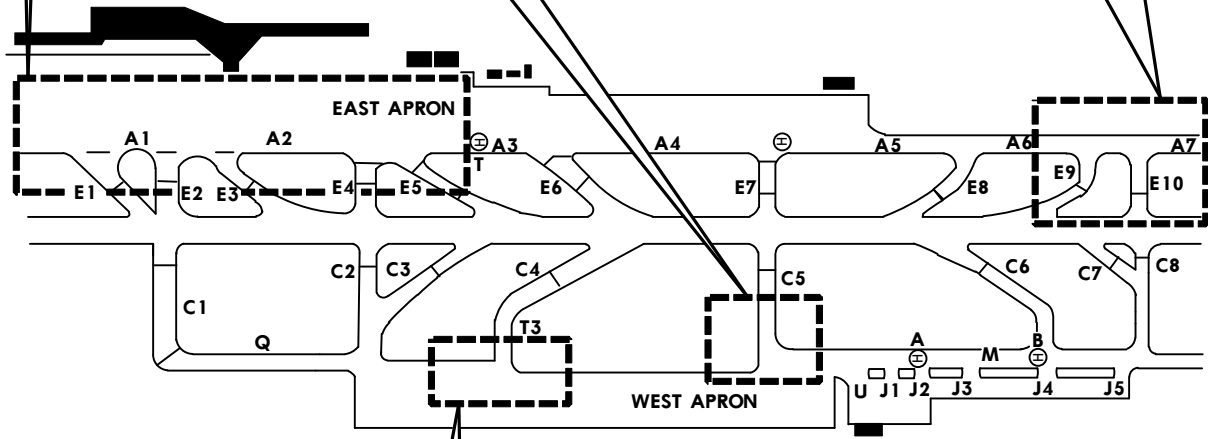 EAST APRON
A1 A2 A3 A4 A5 A6 A7
H H
T
E1 E2 E3 E4 E5 E6 E7 E8 E9 E10
C1 C2 C3 C4 C5 C6 C7 C8
Q T3 A M B
H H
WEST APRON U J1 J2 J3 J4 J5